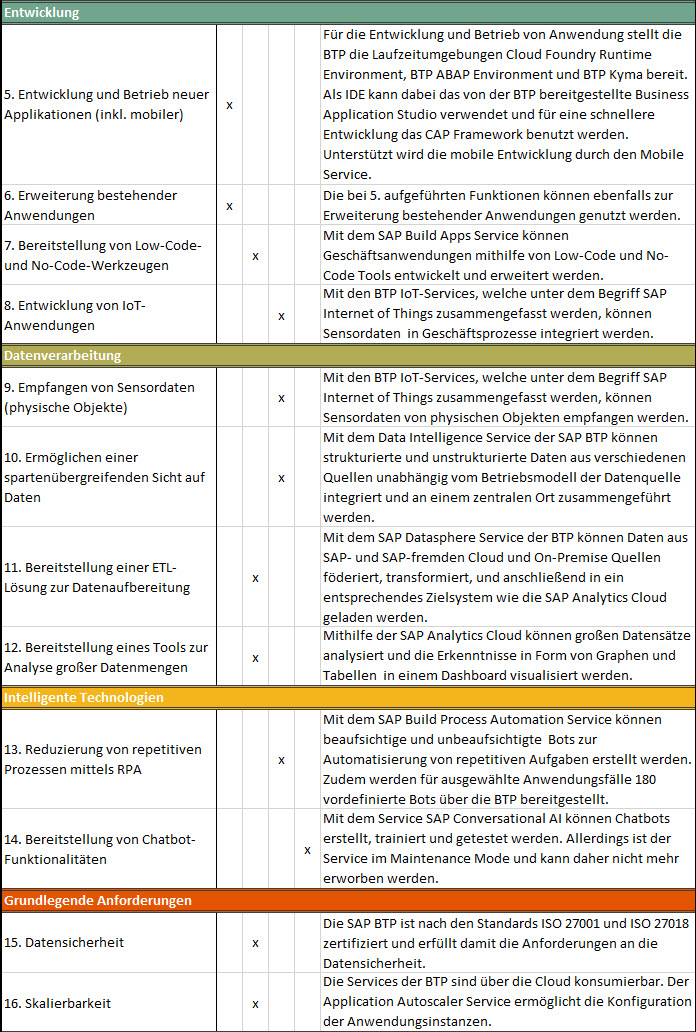 Entwicklung
5. Entwicklung und Betrieb neuer
Applikationen (inkl. mobiler)
x
Für die Entwicklung und Betrieb von Anwendung stellt die
BTP die Laufzeitumgebungen Cloud Foundry Runtime
Environment, BTP ABAP Environment und BTP Kyma bereit.
Als IDE kann dabei das von der BTP bereitgestellte Business
Application Studio verwendet und für eine schnellere
Entwicklung das CAP Framework benutzt werden.
Unterstützt wird die mobile Entwicklung durch den Mobile
Service.
6. Erweiterung bestehender
Anwendungen
x
Die bei 5. aufgeführten Funktionen können ebenfalls zur
Erweiterung bestehender Anwendungen genutzt werden.
7. Bereitstellung von Low-Code-
und No-Code-Werkzeugen
x
Mit dem SAP Build Apps Service können
Geschäftsanwendungen mithilfe von Low-Code und No-
Code Tools entwickelt und erweitert werden.
8. Entwicklung von IoT-
Anwendungen
x
Mit den BTP IoT-Services, welche unter dem Begriff SAP
Internet of Things zusammengefasst werden, können
Sensordaten in Geschäftsprozesse integriert werden.
Datenverarbeitung
9. Empfangen von Sensordaten
(physische Objekte)
x
Mit den BTP IoT-Services, welche unter dem Begriff SAP
Internet of Things zusammengefasst werden, können
Sensordaten von physischen Objekten empfangen werden.
10. Ermöglichen einer
spartenübergreifenden Sicht auf
Daten
x
Mit dem Data Intelligence Service der SAP BTP können
strukturierte und unstrukturierte Daten aus verschiedenen
Quellen unabhängig vom Betriebsmodell der Datenquelle
integriert und an einem zentralen Ort zusammengeführt
werden.
11. Bereitstellung einer ETL-
Lösung zur Datenaufbereitung
x
Mit dem SAP Datasphere Service der BTP können Daten aus
SAP- und SAP-fremden Cloud und On-Premise Quellen
föderiert, transformiert, und anschließend in ein
entsprechendes Zielsystem wie die SAP Analytics Cloud
geladen werden.
12. Bereitstellung eines Tools zur
Analyse großer Datenmengen
x
Mithilfe der SAP Analytics Cloud können großen Datensätze
analysiert und die Erkenntnisse in Form von Graphen und
Tabellen in einem Dashboard visualisiert werden.
Intelligente Technologien
13. Reduzierung von repetitiven
Prozessen mittels RPA
x
Mit dem SAP Build Process Automation Service können
beaufsichtige und unbeaufsichtigte Bots zur
Automatisierung von repetitiven Aufgaben erstellt werden.
Zudem werden für ausgewählte Anwendungsfälle 180
vordefinierte Bots über die BTP bereitgestellt.
14. Bereitstellung von Chatbot-
Funktionalitäten
x
Mit dem Service SAP Conversational AI können Chatbots
erstellt, trainiert und getestet werden. Allerdings ist der
Service im Maintenance Mode und kann daher nicht mehr
erworben werden.
Grundlegende Anforderungen
15. Datensicherheit
x
Die SAP BTP ist nach den Standards ISO 27001 und ISO 27018
zertifiziert und erfüllt damit die Anforderungen an die
Datensicherheit.
16. Skalierbarkeit
x
Die Services der BTP sind über die Cloud konsumierbar. Der
Application Autoscaler Service ermöglicht die Konfiguration
der Anwendungsinstanzen.